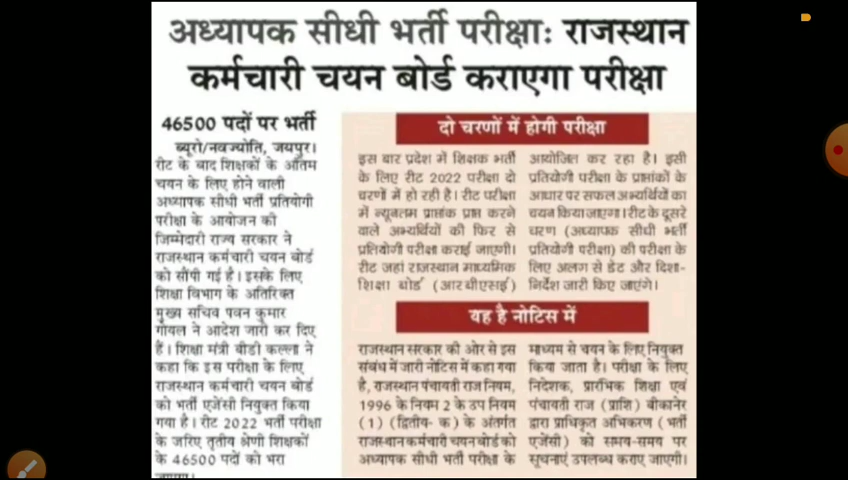 अध्यापक सीधी भर्ती परीक्षाः राजस्थान
कर्मचारी चयन बोर्ड कराएगा परीक्षा
46500 पदों पर भर्ती
ब्यूरो/नवज्योति, जयपुर।
रीट के बाद शिक्षकों के अंतिम
चयन के लिए होने वाली
अध्यापक सीधी भर्ती प्रतियोगी
परीक्षा के आयोजन की
जिम्मेदारी राज्य सरकार ने
राजस्थान कर्मचारी चयन बोर्ड
को सौंपी गई है। इसके लिए
शिक्षा विभाग के अतिरिक्त
मुख्य सचिव पवन कुमार
गोयल ने आदेश जारी कर दिए
हैं। शिक्षा मंत्री बीडी कल्ला ने
कहा कि इस परीक्षा के लिए
राजस्थान कर्मचारी चयन बोर्ड
को भर्ती एजेंसी नियुक्त किया
गया है। रीट 2022 भर्ती परीक्षा
के जरिए तृतीय श्रेणी शिक्षकों
के 46500 पदों को भरा
दो चरणों में होगी परीक्षा
इस बार प्रदेश में शिक्षक भर्ती
के लिए रीट 2022 परीक्षा दो
चरणों में हो रही है। रीट परीक्षा
में न्यूनतम प्राप्तांक प्राप्त करने
वाले अभ्यर्थियों की फिर से
प्रतियोगी परीक्षा कराई जाएगी।
रीट जहां राजस्थान माध्यमिक
शिक्षा बोर्ड (आरबीएसई)
आयोजित कर रहा है। इसी
प्रतियोगी परीक्षा के प्राप्तांकों के
आधार पर सफल अभ्यर्थियों का
चयन किया जाएगा। रीट के दूसरे
चरण (अध्यापक सीधी भर्ती
प्रतियोगी परीक्षा) की परीक्षा के
लिए अलग से डेट और दिशा-
निर्देश जारी किए जाएंगे।
यह है नोटिस में
राजस्थान सरकार की ओर से इस
संबंध में जारी नोटिस में कहा गया
है, राजस्थान पंचायती राज नियम,
1996 के नियम 2 के उप नियम
(1) (द्वितीय- क) के अंतर्गत
राजस्थान कर्मचारी चयन बोर्ड को
अध्यापक सीधी भर्ती परीक्षा के
माध्यम से चयन के लिए नियुक्त
किया जाता है। परीक्षा के लिए
निदेशक, प्रारंभिक शिक्षा एवं
पंचायती राज (प्राशि) बीकानेर
द्वारा प्राधिकृत अभिकरण (भर्ती
एजेंसी) को समय-समय पर
सूचनाएं उपलब्ध कराए जाएगी।